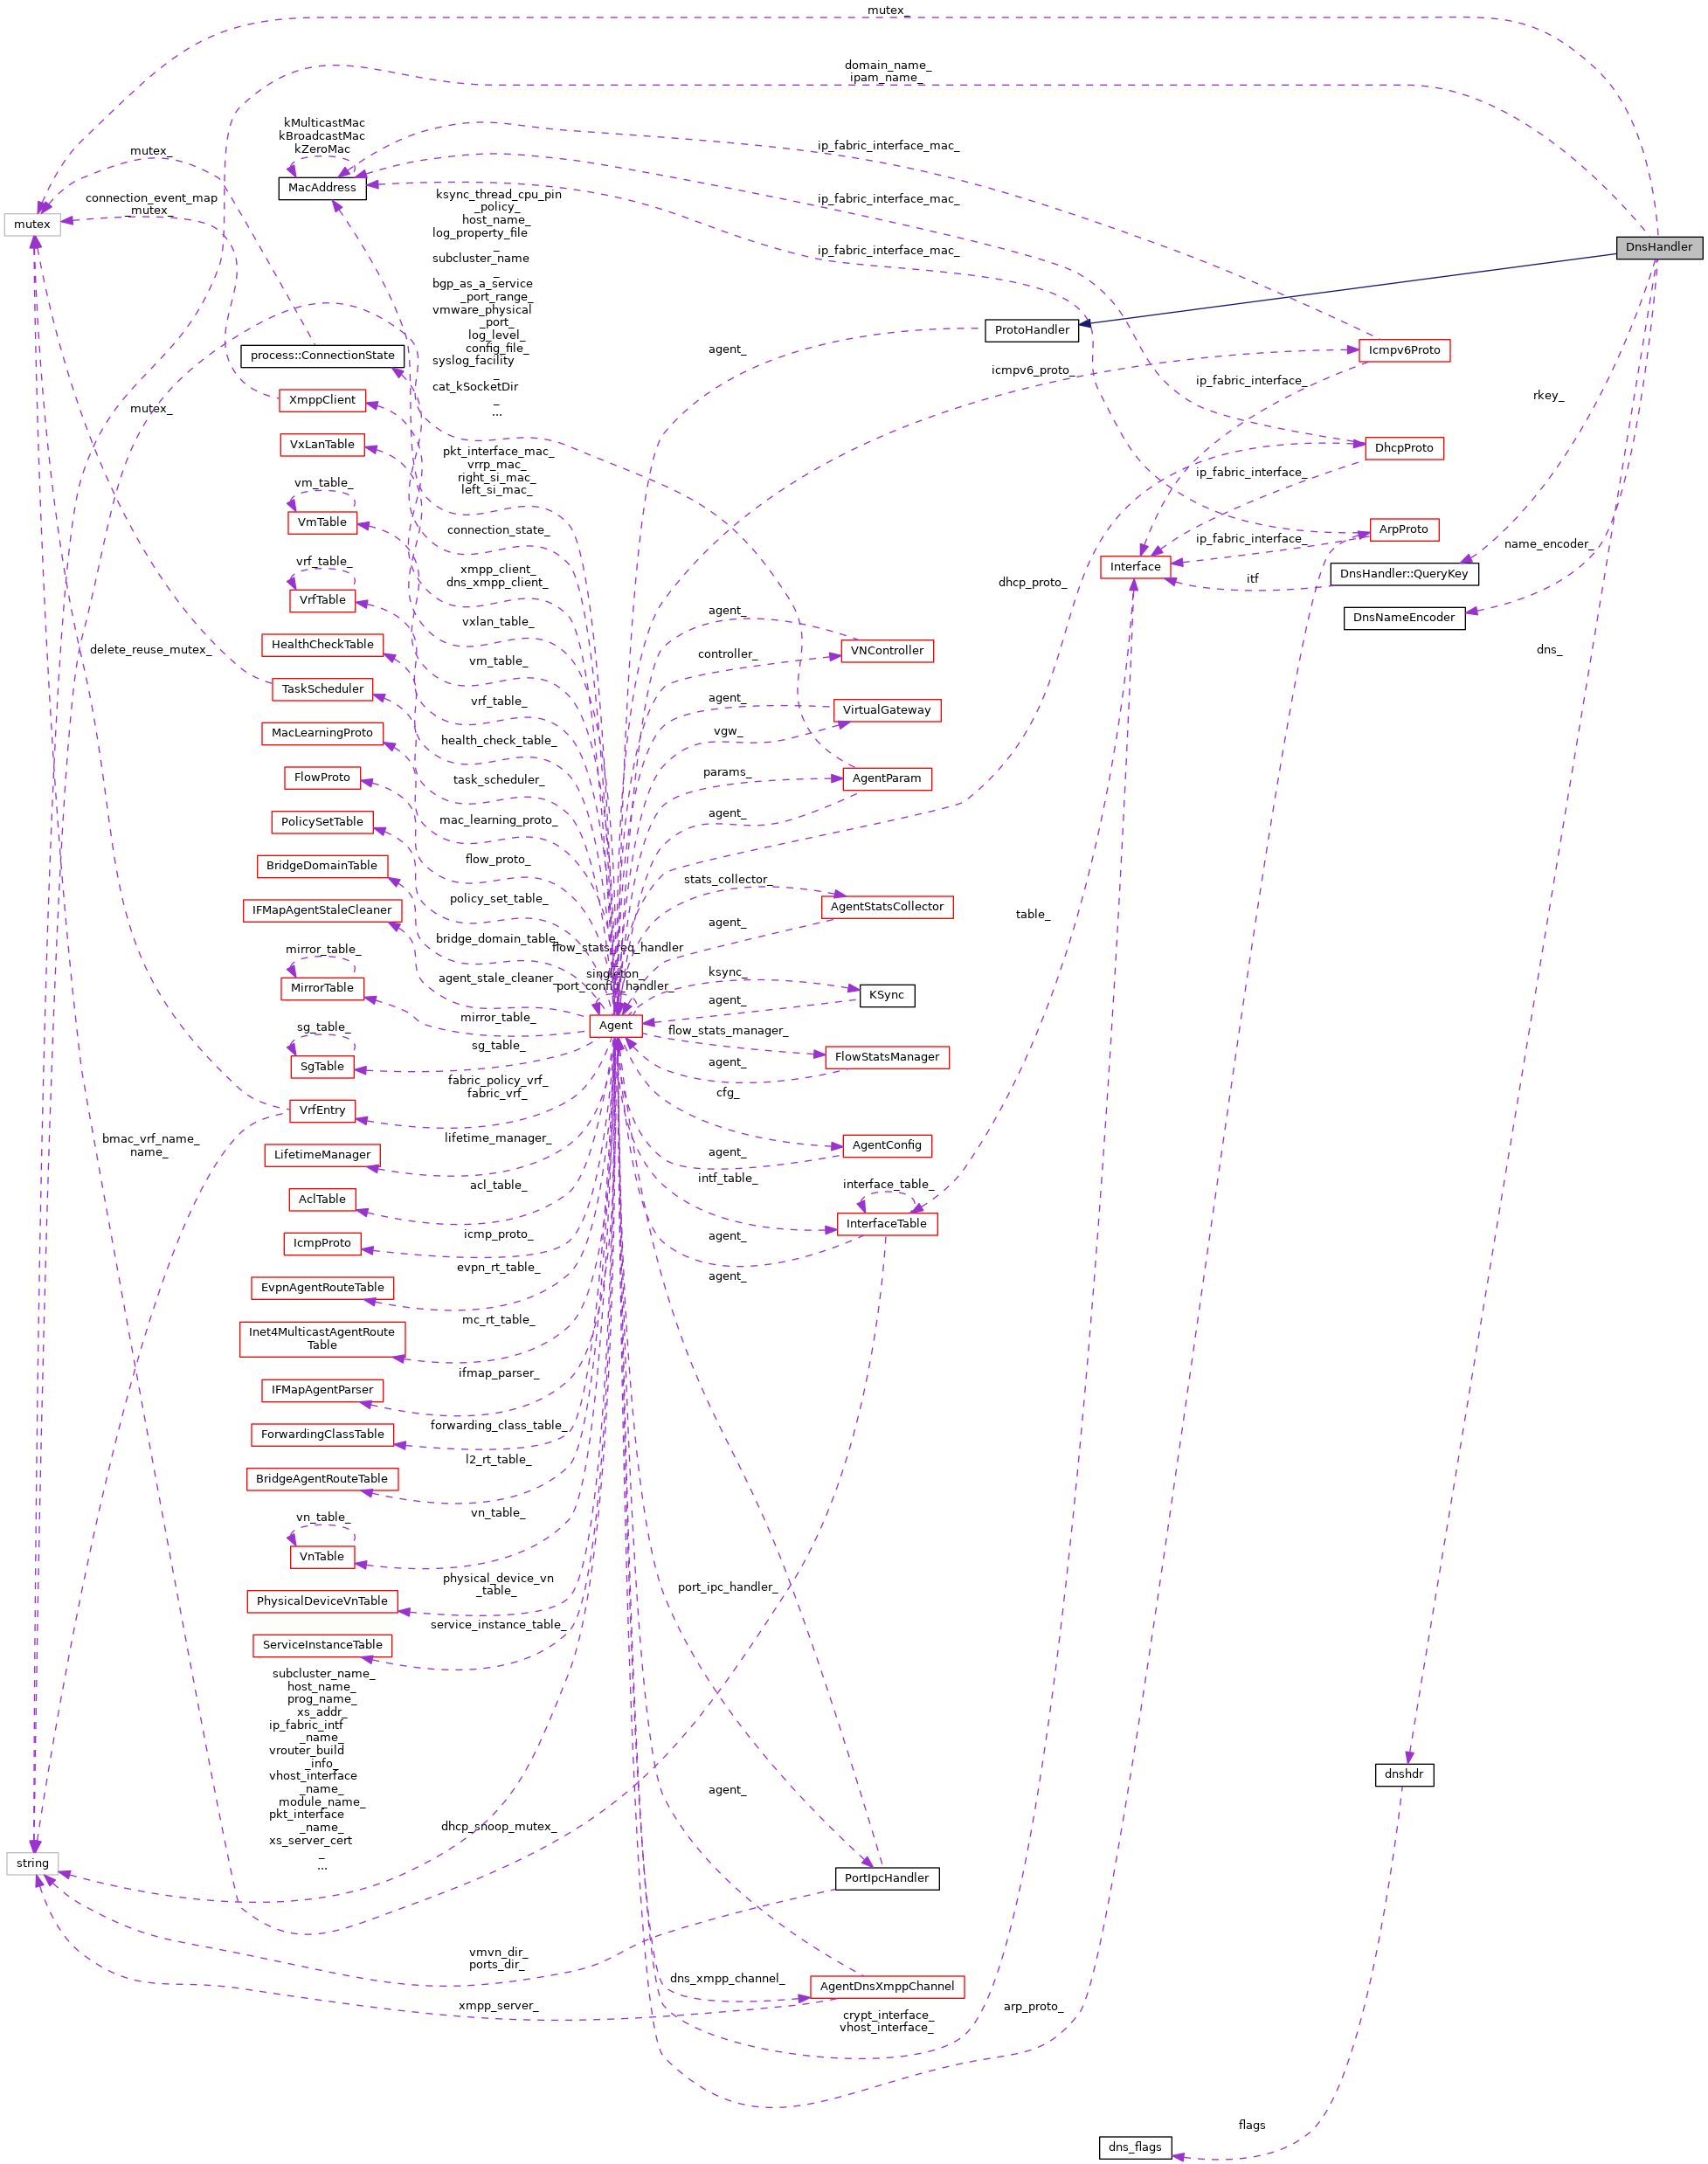 mutex_
domain_name_
ipam_name_
kMulticastMac
kBroadcastMac
kZeroMac
ip_fabric_interface_mac_
mutex_
MacAddress
connection_event_map
_mutex_
ksync_thread_cpu_pin
_policy_
host_name_
log_property_file
_
subcluster_name
_
bgp_as_a_service
_port_range_
vmware_physical
_port_
log_level_
config_file_
syslog_facility
_
cat_kSocketDir
_
...
ip_fabric_interface_mac_
mutex
DnsHandler
ip_fabric_interface_mac_
ProtoHandler
agent_
Icmpv6Proto
process::ConnectionState
icmpv6_proto_
ip_fabric_interface_
rkey_
XmppClient
mutex_
VxLanTable
pkt_interface_mac_
vrrp_mac_
right_si_mac_
left_si_mac_
DhcpProto
ip_fabric_interface_
vm_table_
VmTable
connection_state_
ArpProto
ip_fabric_interface_
name_encoder_
vrf_table_
xmpp_client_
dns_xmpp_client_
Interface
DnsHandler::QueryKey
itf
dhcp_proto_
VrfTable
agent_
DnsNameEncoder
vxlan_table_
HealthCheckTable
delete_reuse_mutex_
controller_
VNController
dns_
vm_table_
TaskScheduler
vrf_table_
agent_
VirtualGateway
MacLearningProto
health_check_table_
vgw_
FlowProto
task_scheduler_
params_
AgentParam
PolicySetTable
mac_learning_proto_
agent_
BridgeDomainTable
flow_proto_
stats_collector_
IFMapAgentStaleCleaner
policy_set_table_
AgentStatsCollector
table_
agent_
mirror_table_
bridge_domain_table_
flow_stats_req_handler
_
singleton_
port_config_handler_
agent_stale_cleaner_
ksync_
MirrorTable
KSync
agent_
mirror_table_
Agent
sg_table_
flow_stats_manager_
sg_table_
FlowStatsManager
SgTable
agent_
fabric_policy_vrf_
fabric_vrf_
cfg_
VrfEntry
bmac_vrf_name_
name_
lifetime_manager_
AgentConfig
LifetimeManager
agent_
intf_table_
interface_table_
acl_table_
AclTable
InterfaceTable
icmp_proto_
agent_
IcmpProto
evpn_rt_table_
agent_
EvpnAgentRouteTable
mc_rt_table_
Inet4MulticastAgentRoute
Table
ifmap_parser_
IFMapAgentParser
forwarding_class_table_
ForwardingClassTable
l2_rt_table_
BridgeAgentRouteTable
vn_table_
vn_table_
VnTable
physical_device_vn
_table_
port_ipc_handler_
PhysicalDeviceVnTable
service_instance_table_
ServiceInstanceTable
subcluster_name_
host_name_
prog_name_
xs_addr_
ip_fabric_intf
_name_
vrouter_build
_info_
vhost_interface
_name_
module_name_
pkt_interface
_name_
xs_server_cert
_
...
dnshdr
agent_
dhcp_snoop_mutex_
string
PortIpcHandler
vmvn_dir_
ports_dir_
dns_xmpp_channel_
AgentDnsXmppChannel
xmpp_server_
crypt_interface_
vhost_interface_
arp_proto_
flags
dns_flags